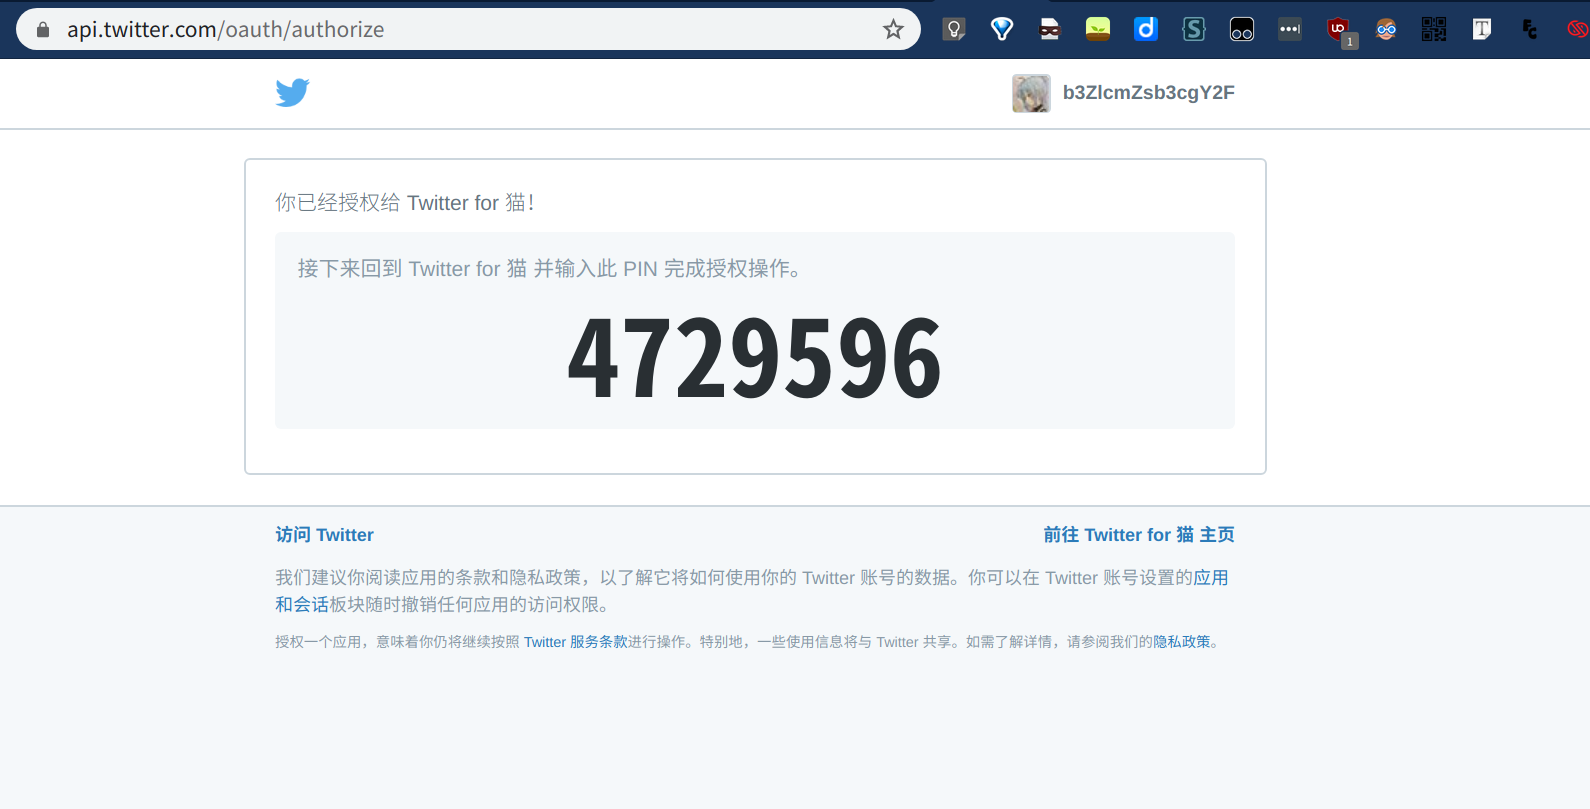 api.twitter.com/oauth/authorize
1
b3ZlcmZsb3cgY2F
你已经授权给 Twitter for 猫！
接下来回到 Twitter for 猫 并输入此 PIN 完成授权操作。
4729596
访问 Twitter
前往 Twitter for 猫 主页
我们建议你阅读应用的条款和隐私政策，以了解它将如何使用你的 Twitter 账号的数据。你可以在 Twitter 账号设置的应用
和会话板块随时撤销任何应用的访问权限。
授权一个应用，意味着你仍将继续按照 Twitter 服务条款进行操作。特别地，一些使用信息将与 Twitter 共享。如需了解详情，请参阅我们的隐私政策。